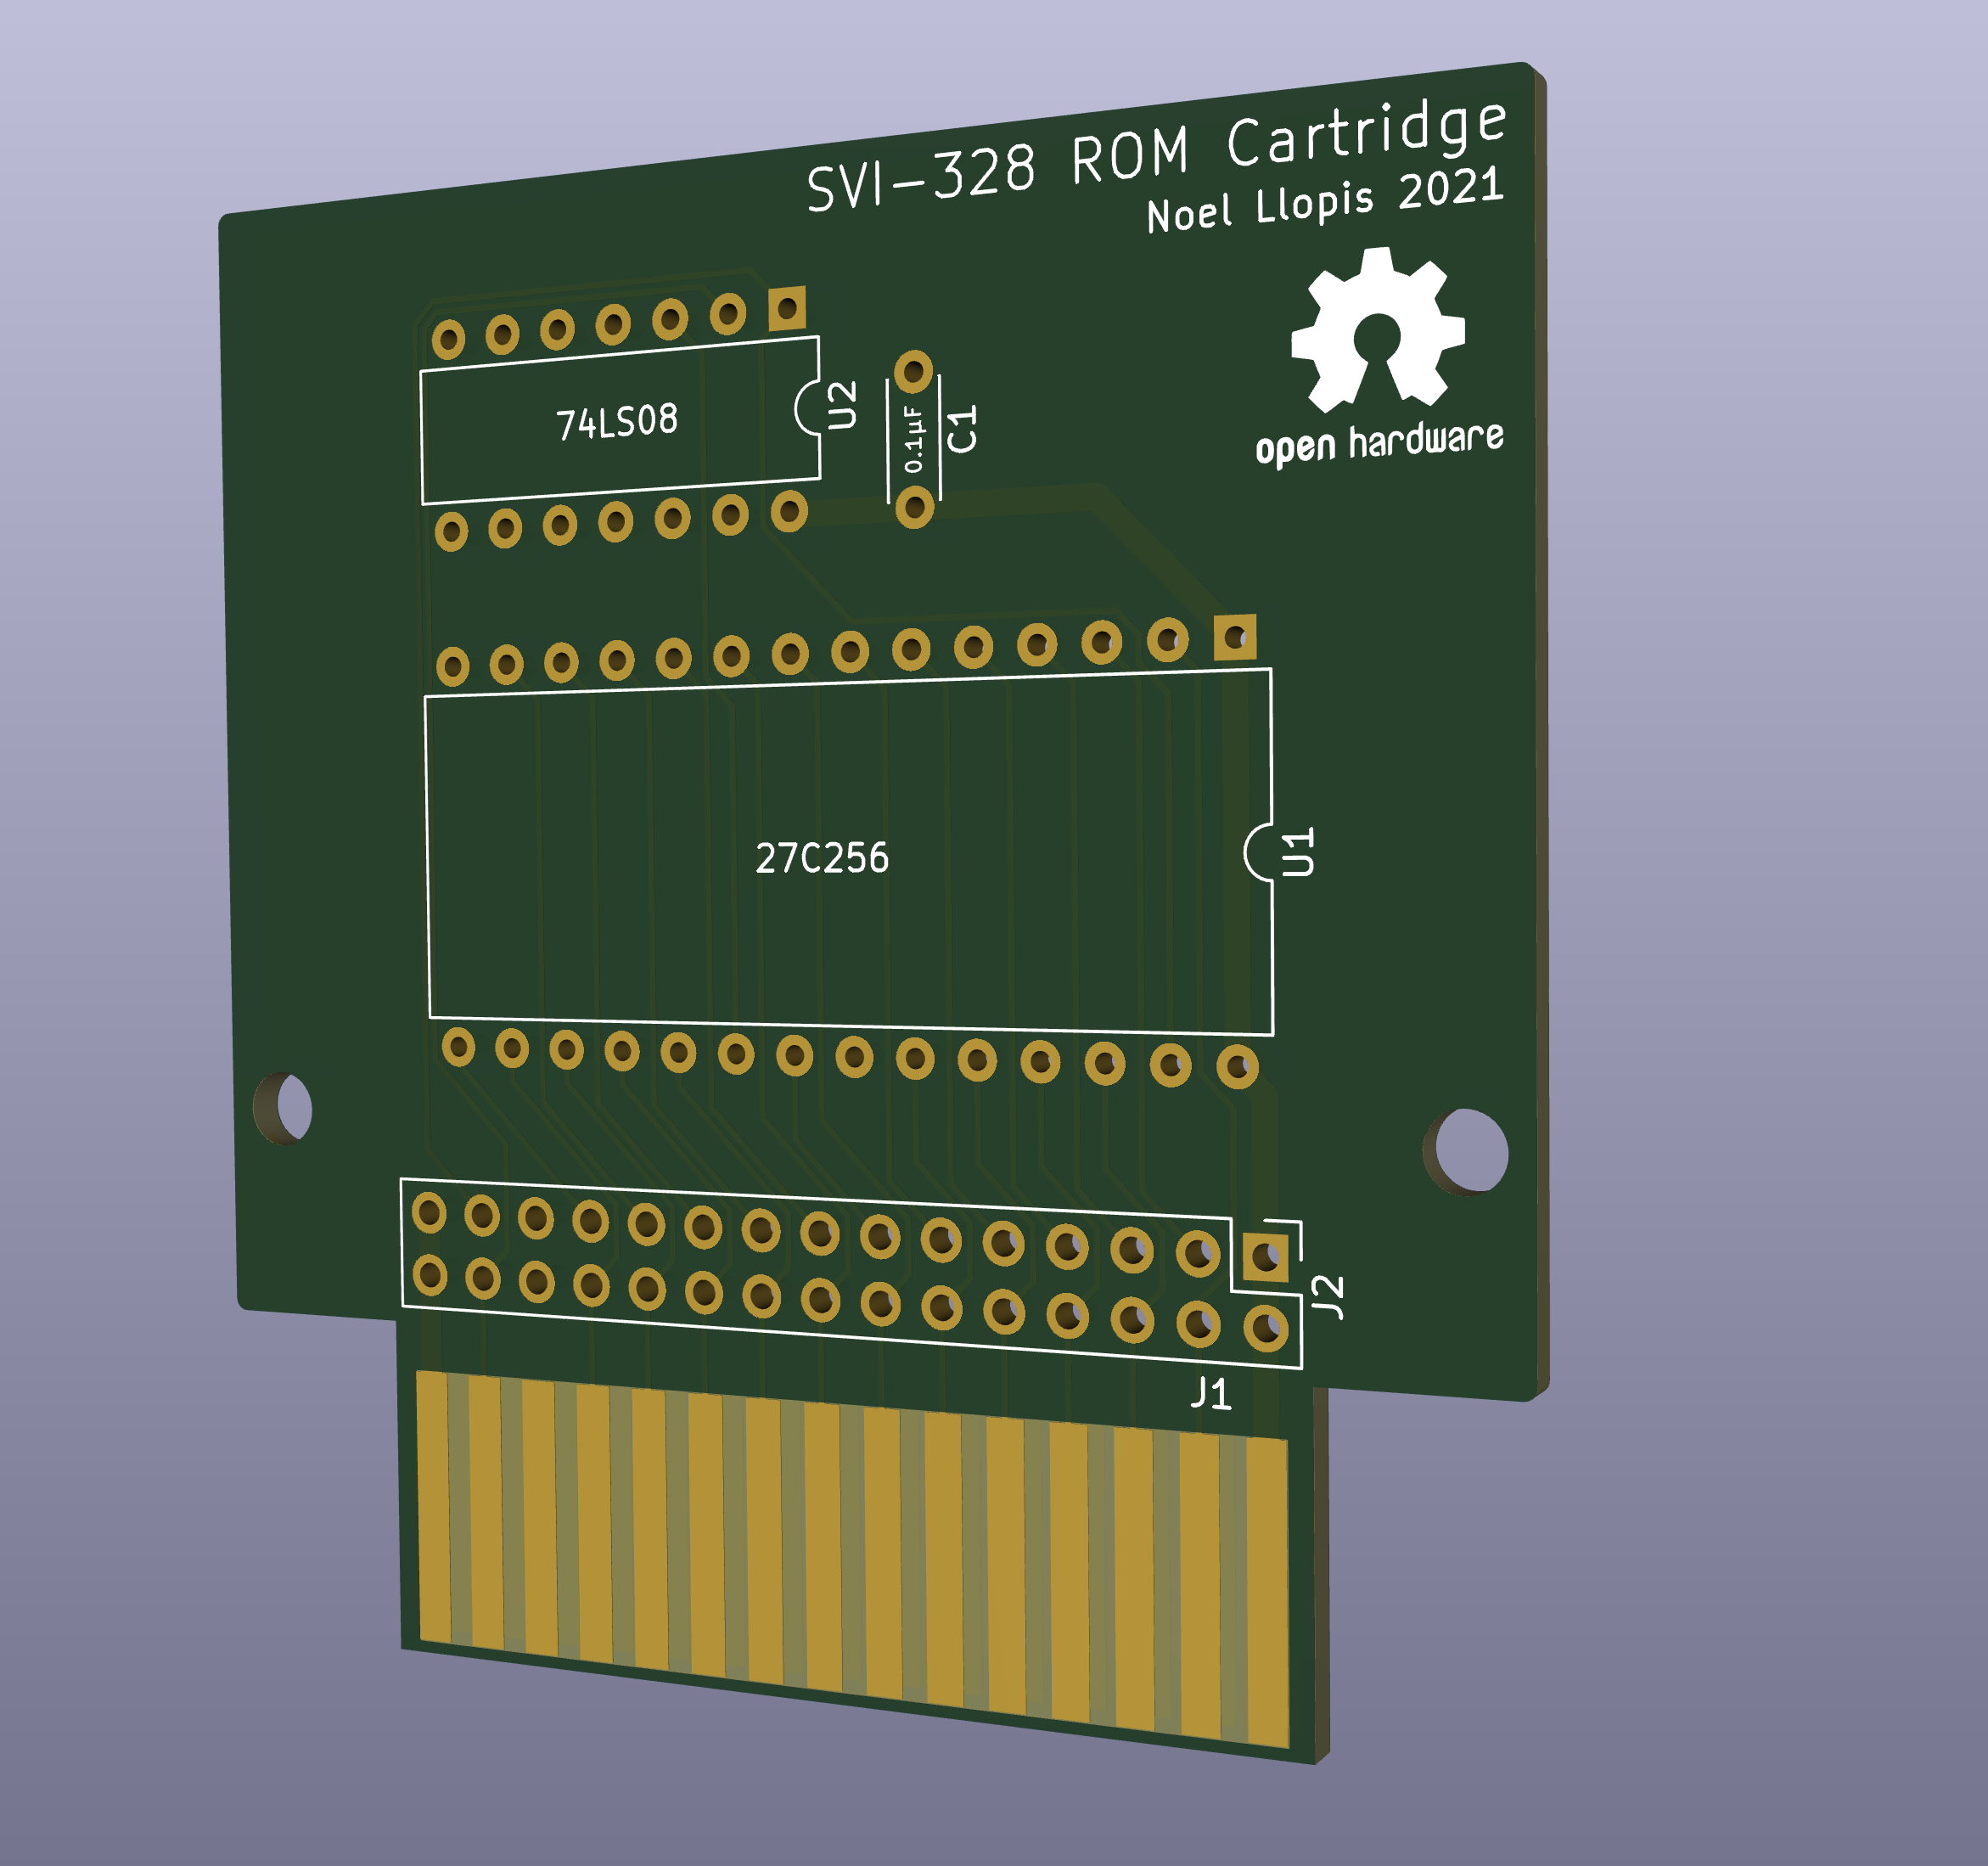 SVI-328 ROM Cartridge
Noel Llopis 2021
open hardware
74LS08
U2
0.1µF
C1
27C256
U1
J2
J1